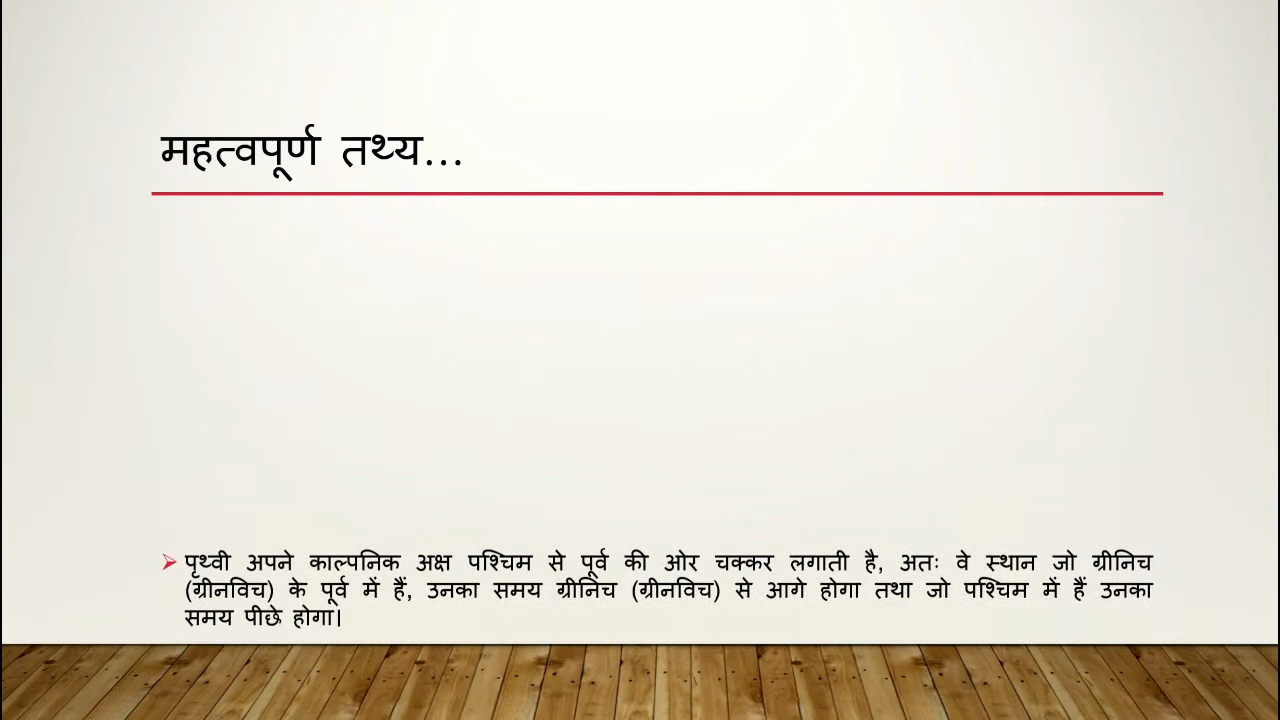 महत्वपूर्ण तथ्य...
पृथ्वी अपने काल्पनिक अक्ष पश्चिम से पूर्व की ओर चक्कर लगाती है, अतः वे स्थान जो ग्रीनिच
(ग्रीनविच) के पूर्व में हैं, उनका समय ग्रीनिच (ग्रीनविच) से आगे होगा तथा जो पश्चिम में हैं उनका
समय पीछे होगा।